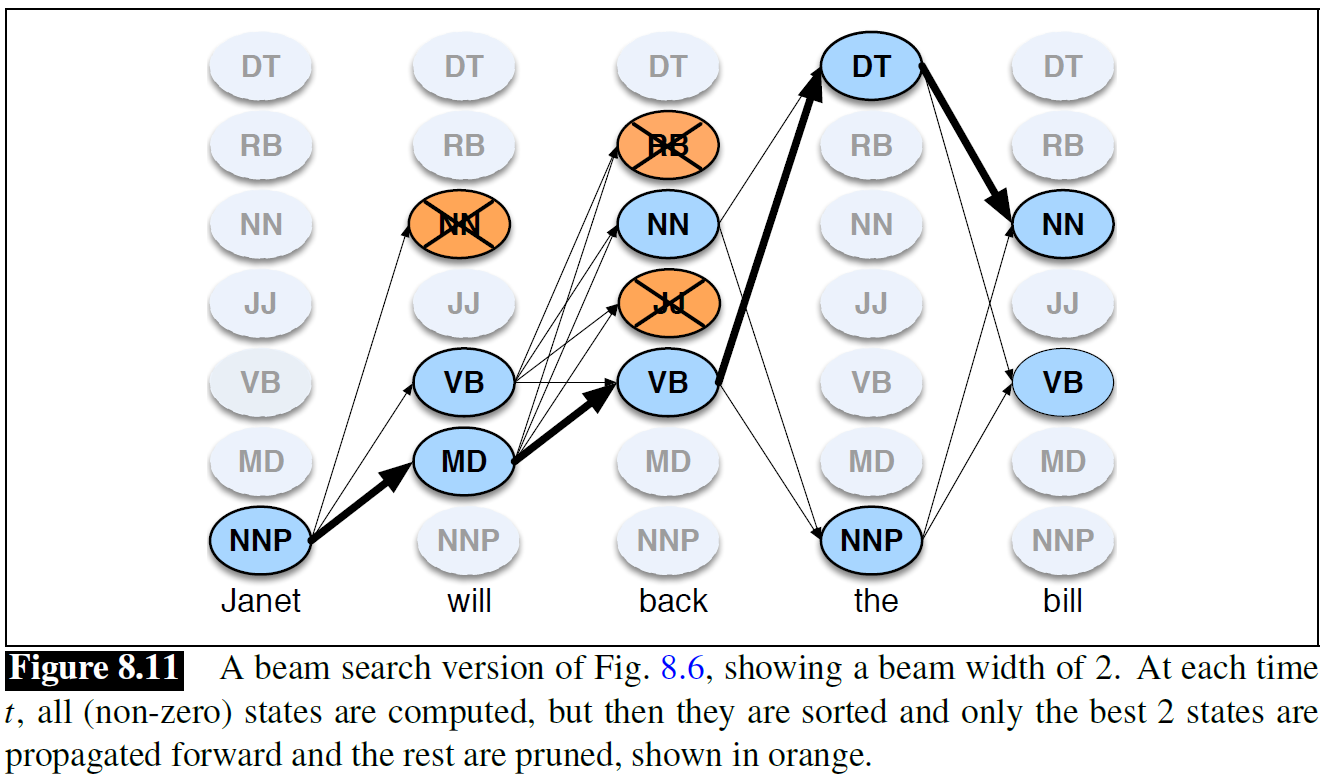 DT DT DT DT DT
RB RB RB RB RB
NN NN NN NN NN
JJ JJ JJ JJ JJ
VB VB VB VB VB
MD MD MD MD MD
NNP NNP NNP NNP NNP
Janet will back the bill
Figure 8.11 A beam search version of Fig. 8.6, showing a beam width of 2. At each time
t, all (non-zero) states are computed, but then they are sorted and only the best 2 states are
propagated forward and the rest are pruned, shown in orange.